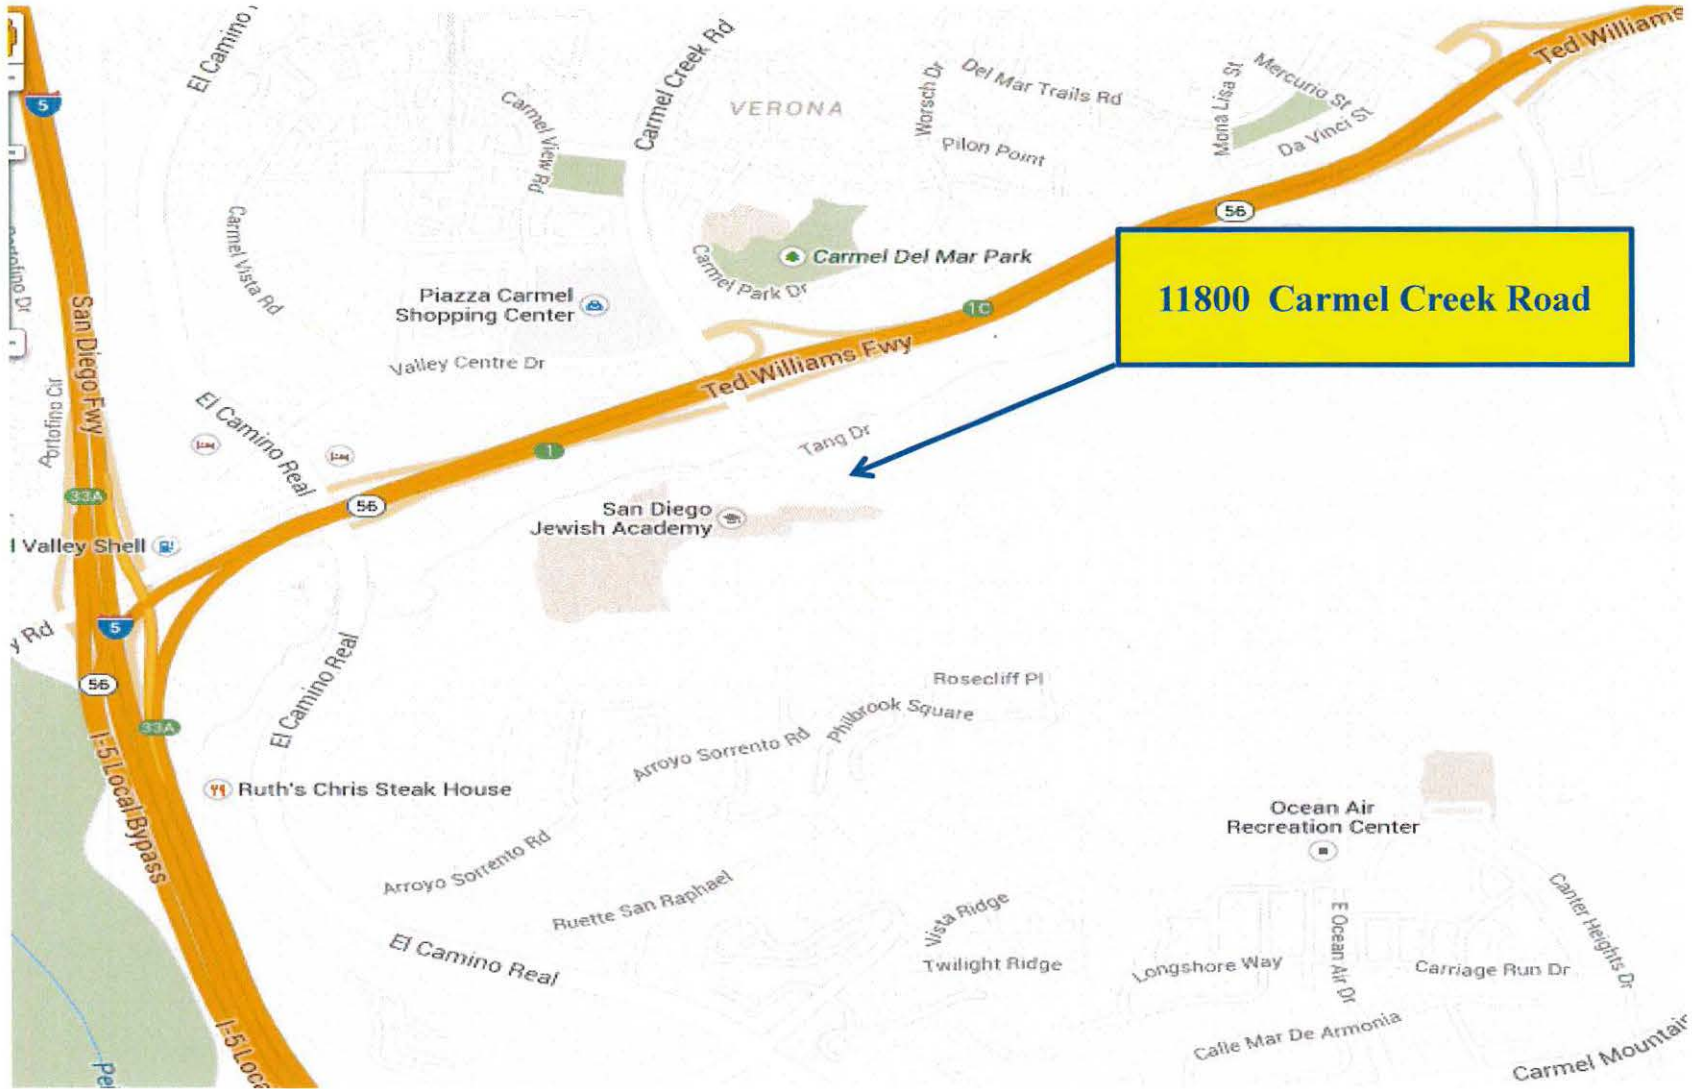 El Camino
Ted Williams
5
Carmel Creek Rd
Mercurio St
Del Mar Trails Rd
Worsch Dr
Mona Lisa St
Carmel View Rd
VERONA
Da Vinci St
Pilon Point
56
Carmel Vista Rd
Carmel Del Mar Park
Portofino Dr
Carmel Park Dr
11800 Carmel Creek Road
Piazza Carmel
Shopping Center
1C
San Diego Fwy
Valley Centre Dr
Ted Williams Fwy
Portofino Cir
El Camino Real
Tang Dr
1
33A
56
San Diego
Jewish Academy
Valley Shell
5
y Rd
El Camino Real
56
Rosecliff Pl
Philbrook Square
33A
Arroyo Sorrento Rd
I-5 Local Bypass
Ruth's Chris Steak House
Ocean Air
Recreation Center
Arroyo Sorrento Rd
Ruette San Raphael
Vista Ridge
Canter Heights Dr
E Ocean Air Dr
El Camino Real
Twilight Ridge
Longshore Way
Carriage Run Dr
Calle Mar De Armonia
I-5 Loca
Carmel Mountain
Pe